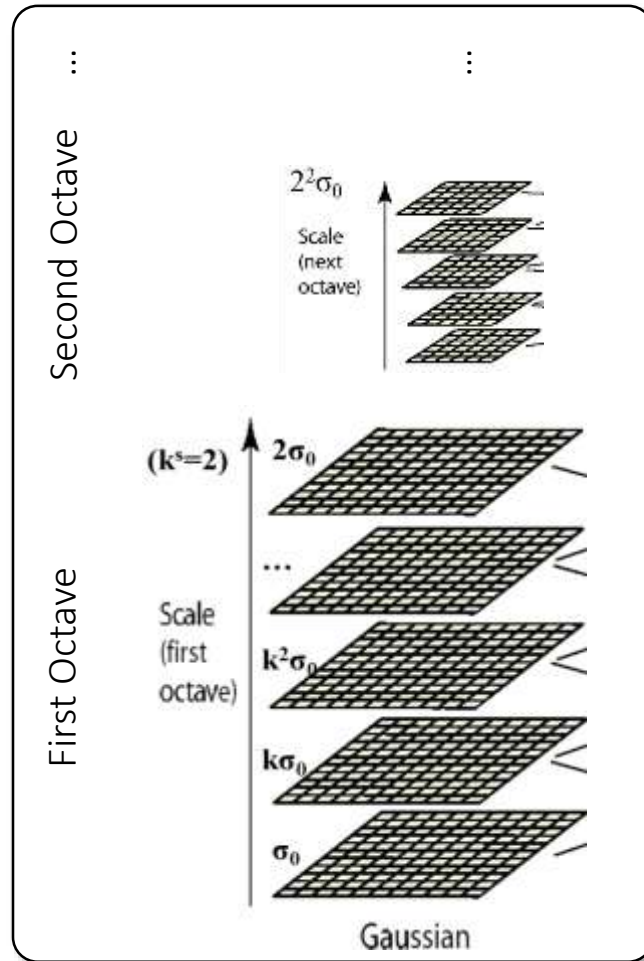 ...
...
Second Octave
2²σ₀
Scale
(next
octave)
First Octave
(kˢ=2)
2σ₀
...
Scale
(first
octave)
k²σ₀
kσ₀
σ₀
Gaussian